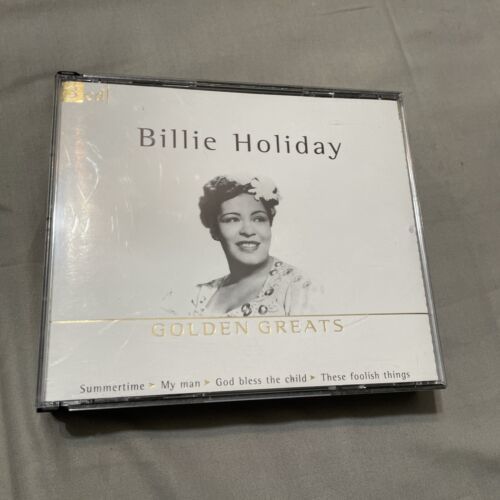 Billie Holiday
GOLDEN GREATS
Summertime ➤ My man ➤ God bless the child ➤ These foolish things